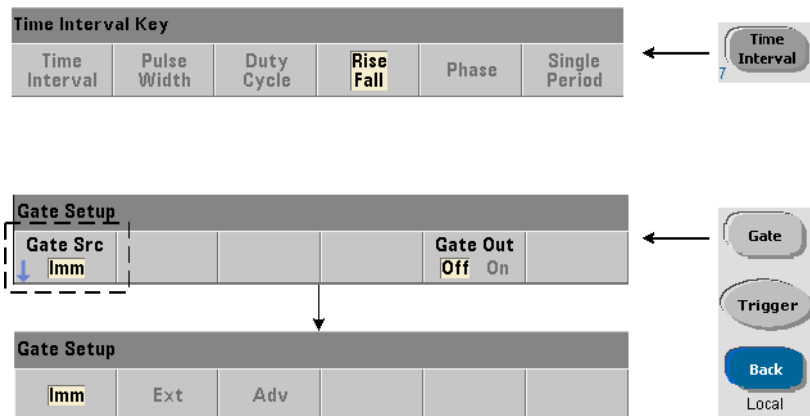 Time Interval Key
Time Interval
Pulse Width
Duty Cycle
Rise Fall
Phase
Single Period
Time Interval
7
Gate Setup
Gate Src
Imm
Gate Out
Off On
Gate
Trigger
Gate Setup
Imm
Ext
Adv
Back
Local